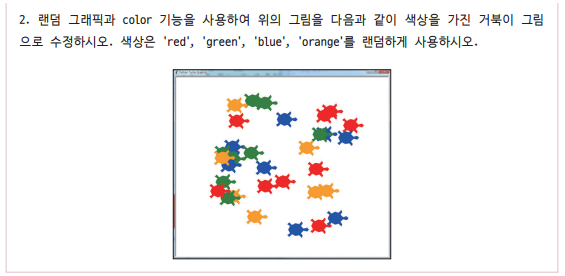 2. 랜덤 그래픽과 color 기능을 사용하여 위의 그림을 다음과 같이 색상을 가진 거북이 그림
으로 수정하시오. 색상은 'red', 'green', 'blue', 'orange'를 랜덤하게 사용하시오.